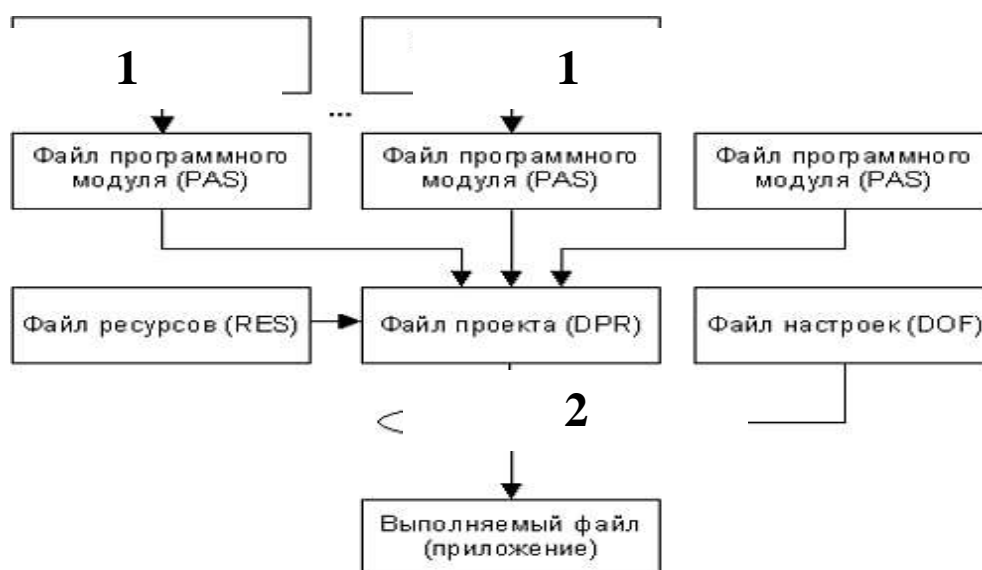 1 1
...
Файл программного
модуля (PAS)
Файл программного
модуля (PAS)
Файл программного
модуля (PAS)
Файл ресурсов (RES)
Файл проекта (DPR)
Файл настроек (DOF)
2
Выполняемый файл
(приложение)